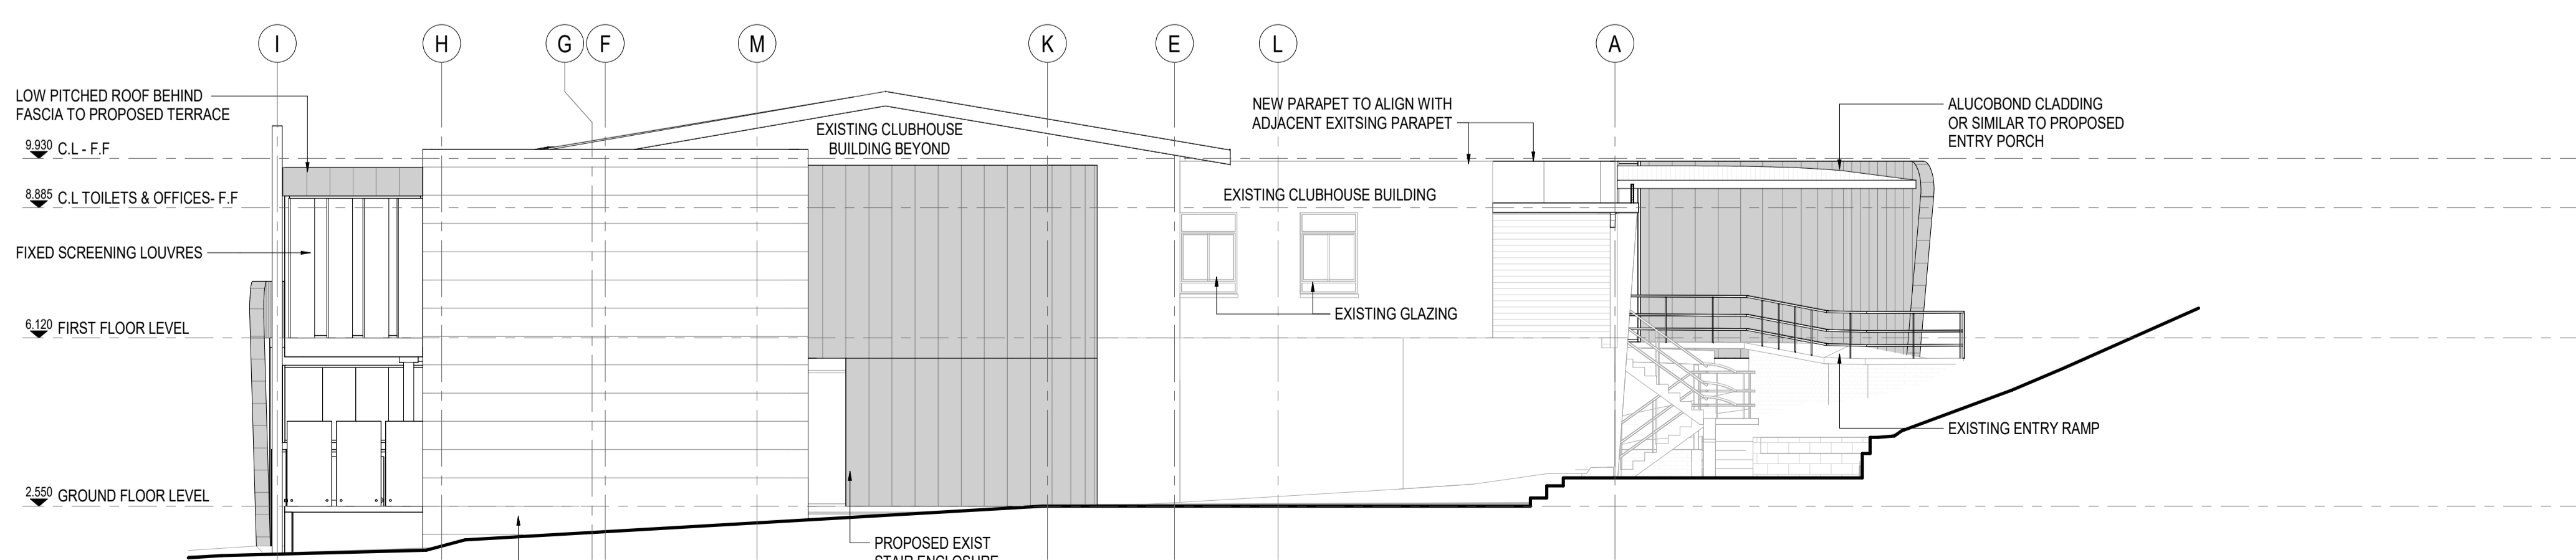 I
H
G
F
M
K
E
L
A
LOW PITCHED ROOF BEHIND
FASCIA TO PROPOSED TERRACE
9.930 C.L - F.F
8.885 C.L TOILETS & OFFICES- F.F
FIXED SCREENING LOUVRES
6.120 FIRST FLOOR LEVEL
2.550 GROUND FLOOR LEVEL
EXISTING CLUBHOUSE
BUILDING BEYOND
PROPOSED EXIST
STAIR ENCLOSURE
NEW PARAPET TO ALIGN WITH
ADJACENT EXITSING PARAPET
EXISTING CLUBHOUSE BUILDING
EXISTING GLAZING
ALUCOBOND CLADDING
OR SIMILAR TO PROPOSED
ENTRY PORCH
EXISTING ENTRY RAMP